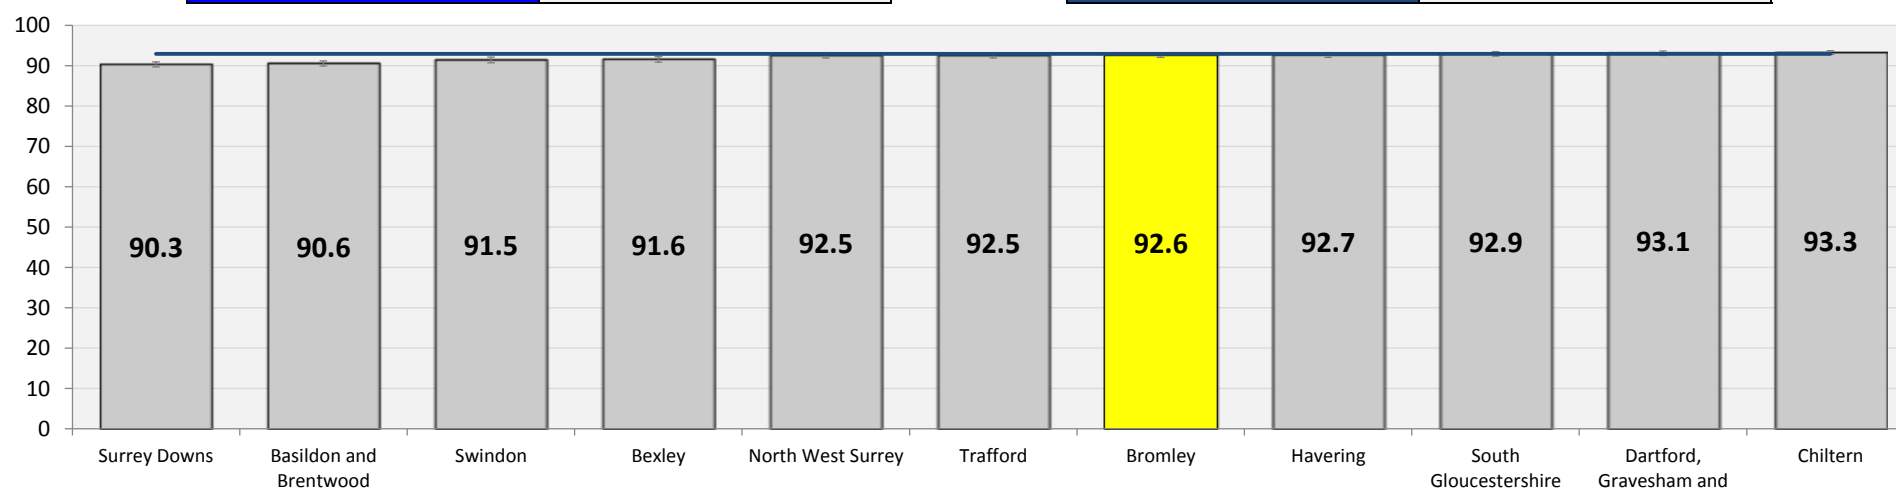 100
90
80
70
60
50
40
30
20
10
0
90.3
90.6
91.5
91.6
92.5
92.5
92.6
92.7
92.9
93.1
93.3
Surrey Downs
Basildon and
Brentwood
Swindon
Bexley
North West Surrey
Trafford
Bromley
Havering
South
Gloucestershire
Dartford,
Gravesham and
Chiltern